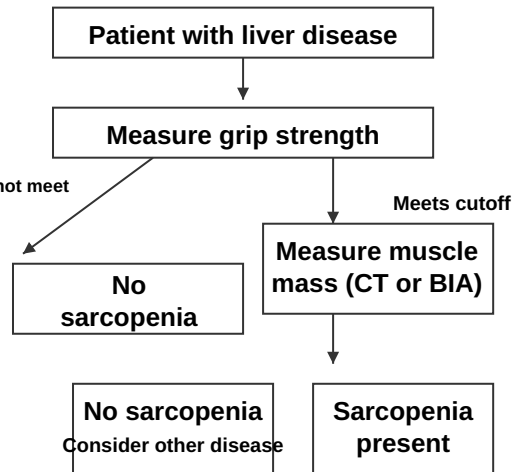 Patient with liver disease
Measure grip strength
not meet
Meets cutoff
Measure muscle
mass (CT or BIA)
No
sarcopenia
No sarcopenia
Consider other disease
Sarcopenia
present